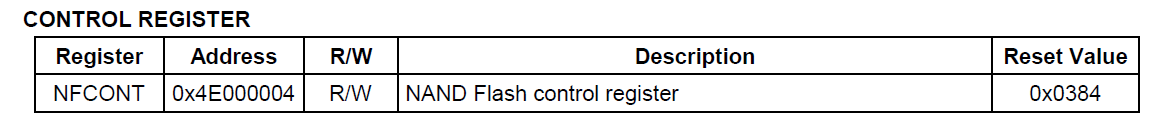 CONTROL REGISTER
Register Address R/W Description Reset Value
NFCONT 0x4E000004 R/W NAND Flash control register 0x0384